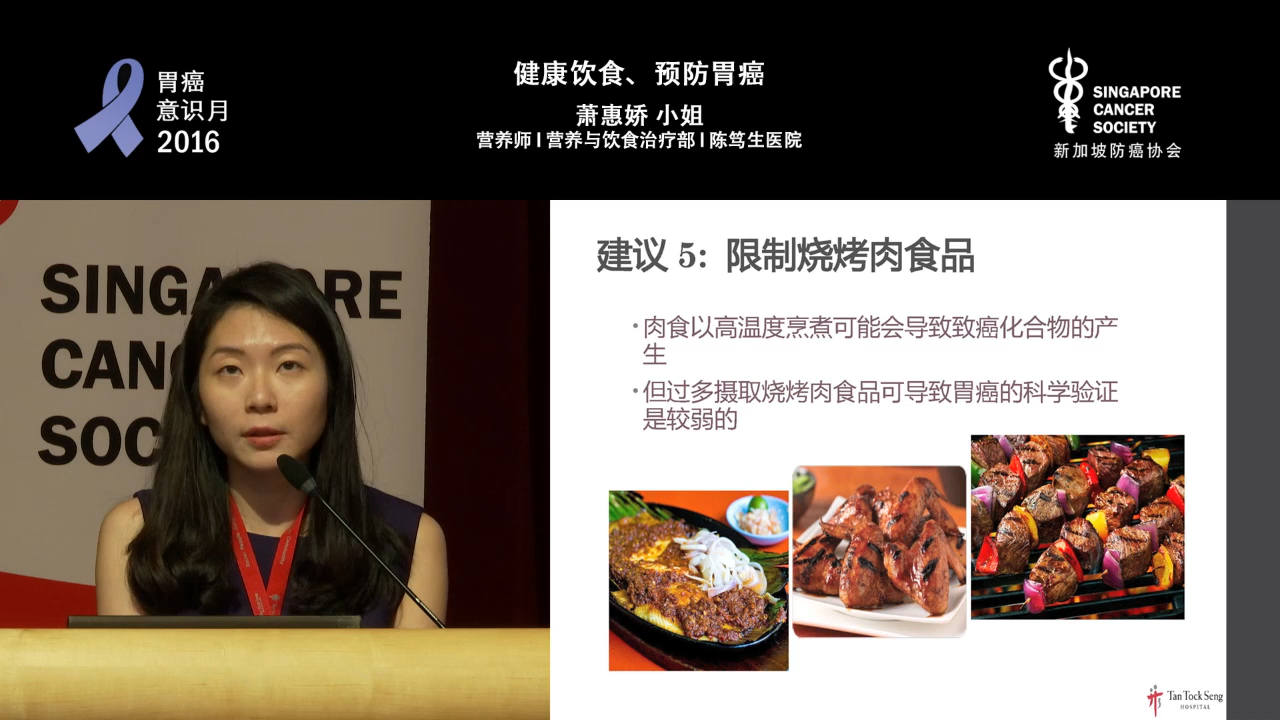 胃癌
意识月
2016
健康饮食、预防胃癌
萧惠娇 小姐
营养师 I 营养与饮食治疗部 I 陈笃生医院
SINGAPORE
CANCER
SOCIETY
新加坡防癌协会
建议 5: 限制烧烤肉食品
•肉食以高温度烹煮可能会导致致癌化合物的产
生
•但过多摄取烧烤肉食品可导致胃癌的科学验证
是较弱的
Tan Tock Seng
HOSPITAL